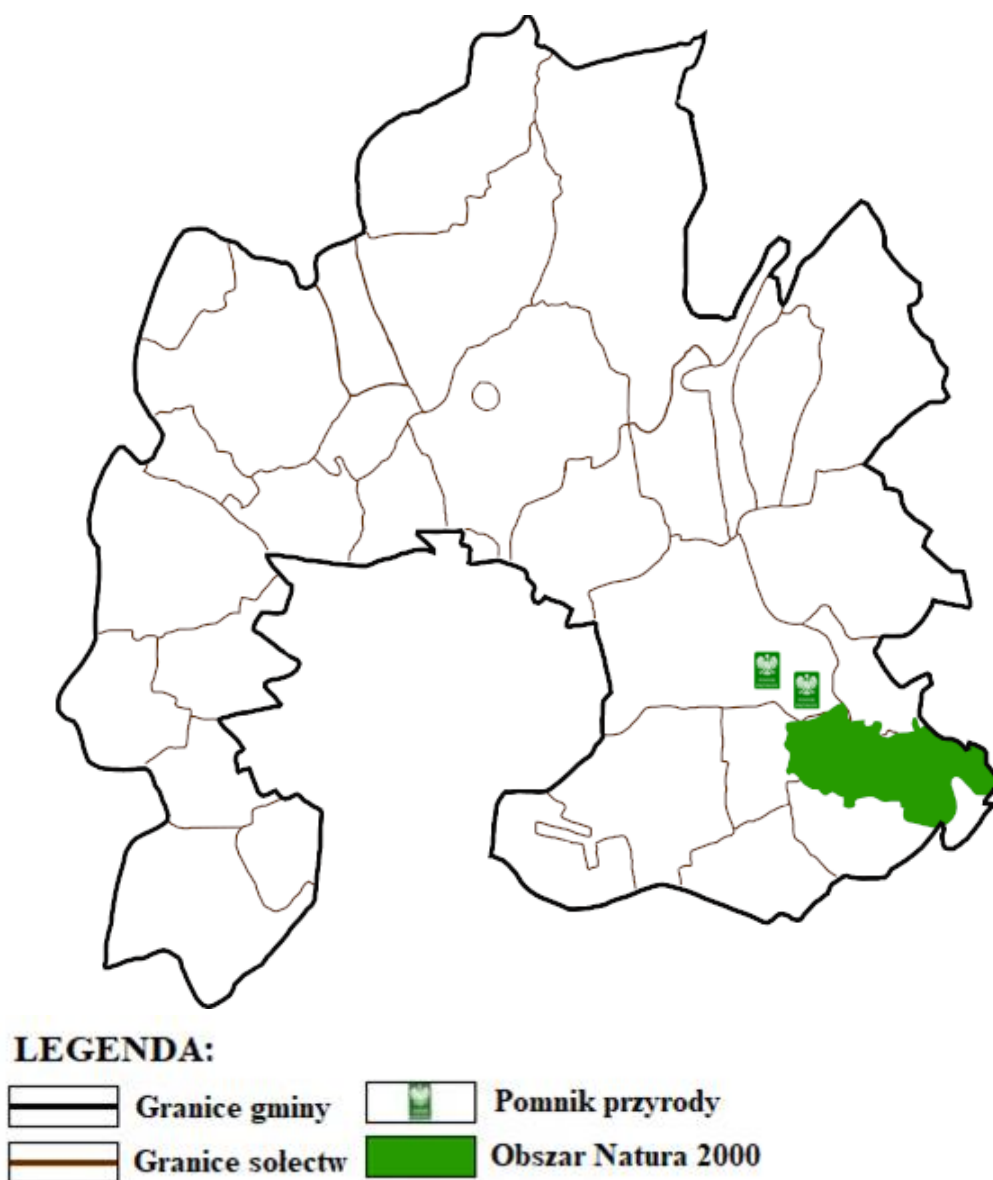 LEGENDA:
Granice gminy
Pomnik przyrody
Granice sołectw
Obszar Natura 2000